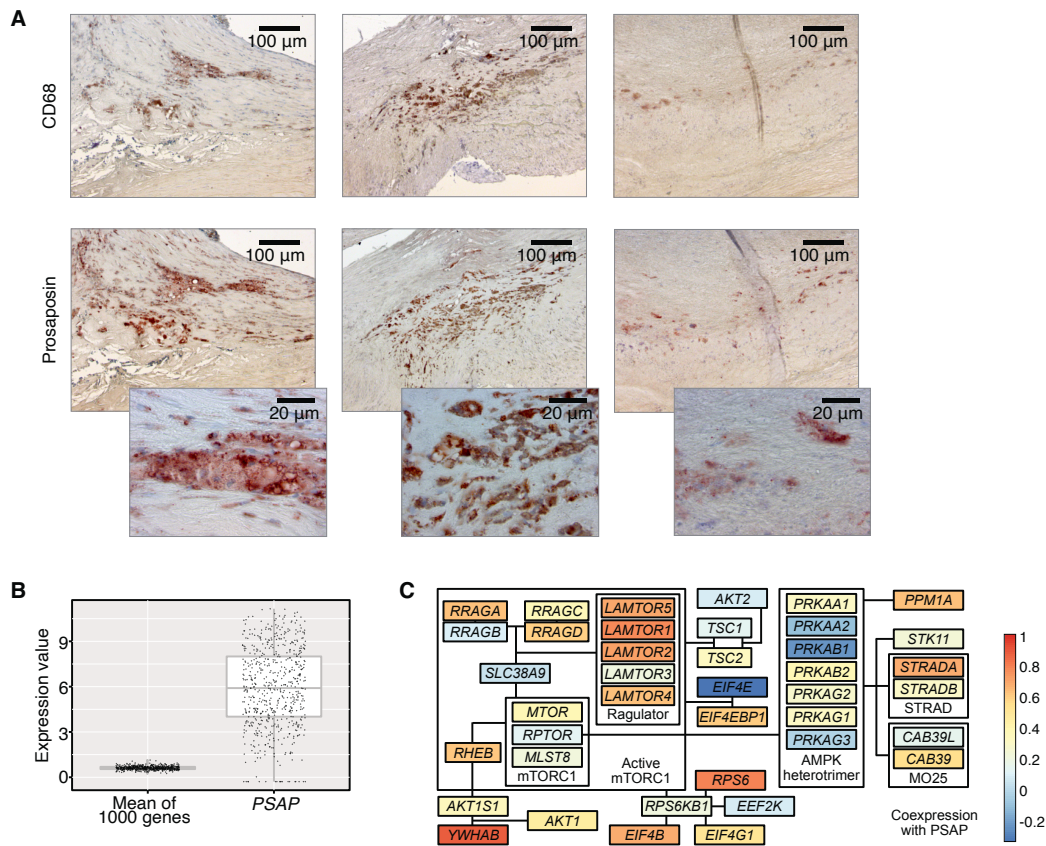 A
CD68
100 µm
100 µm
100 µm
Prosaposin
100 µm
100 µm
100 µm
20 µm
20 µm
20 µm
B
Expression value
9
6
3
0
Mean of
1000 genes
PSAP
C
RRAGA
RRAGC
RRAGB
RRAGD
SLC38A9
LAMTOR5
LAMTOR1
LAMTOR2
LAMTOR3
LAMTOR4
Ragulator
MTOR
RPTOR
MLST8
mTORC1
RHEB
Active
mTORC1
AKT1S1
YWHAB
AKT1
AKT2
TSC1
TSC2
EIF4E
EIF4EBP1
RPS6
RPS6KB1
EEF2K
EIF4B
EIF4G1
PRKAA1
PRKAA2
PRKAB1
PRKAB2
PRKAG2
PRKAG1
PRKAG3
AMPK
heterotrimer
PPM1A
STK11
STRADA
STRADB
STRAD
CAB39L
CAB39
MO25
Coexpression
with PSAP
1
0.8
0.6
0.4
0.2
0
-0.2